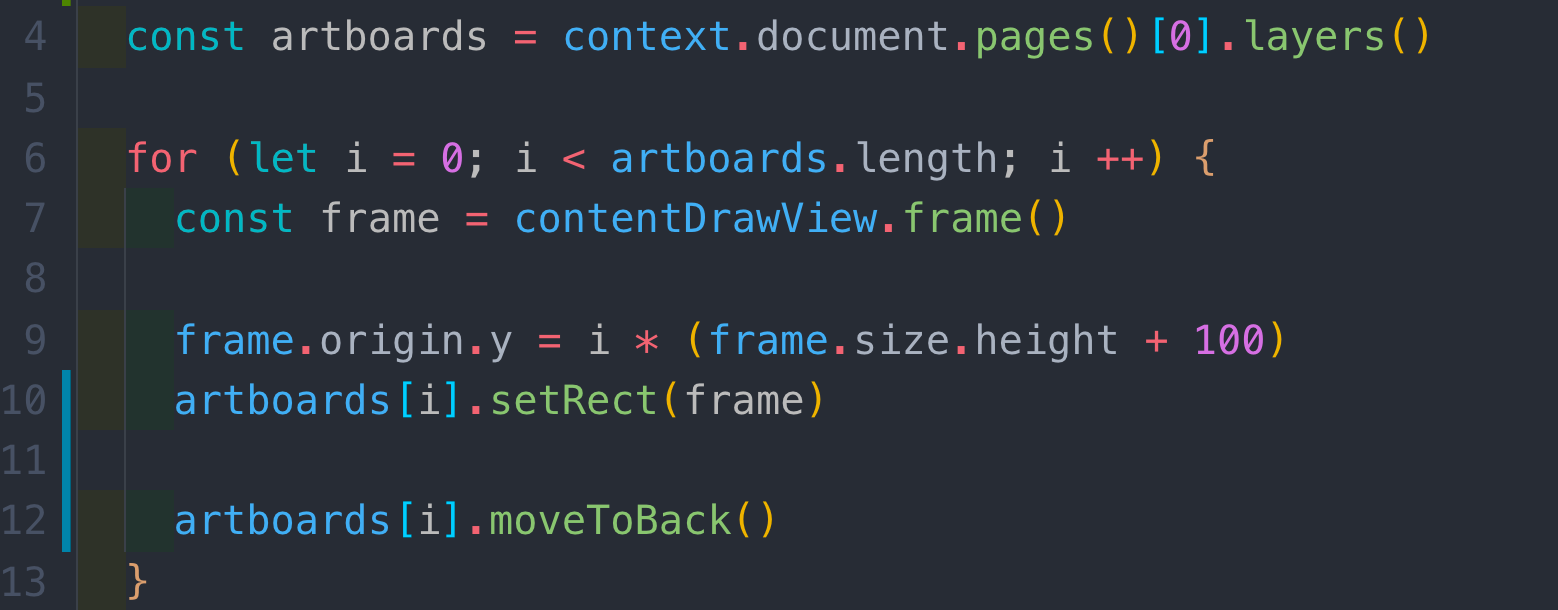 4 const artboards = context.document.pages()[0].layers()
5
6 for (let i = 0; i < artboards.length; i ++) {
7   const frame = contentDrawView.frame()
8
9   frame.origin.y = i * (frame.size.height + 100)
10   artboards[i].setRect(frame)
11
12   artboards[i].moveToBack()
13 }